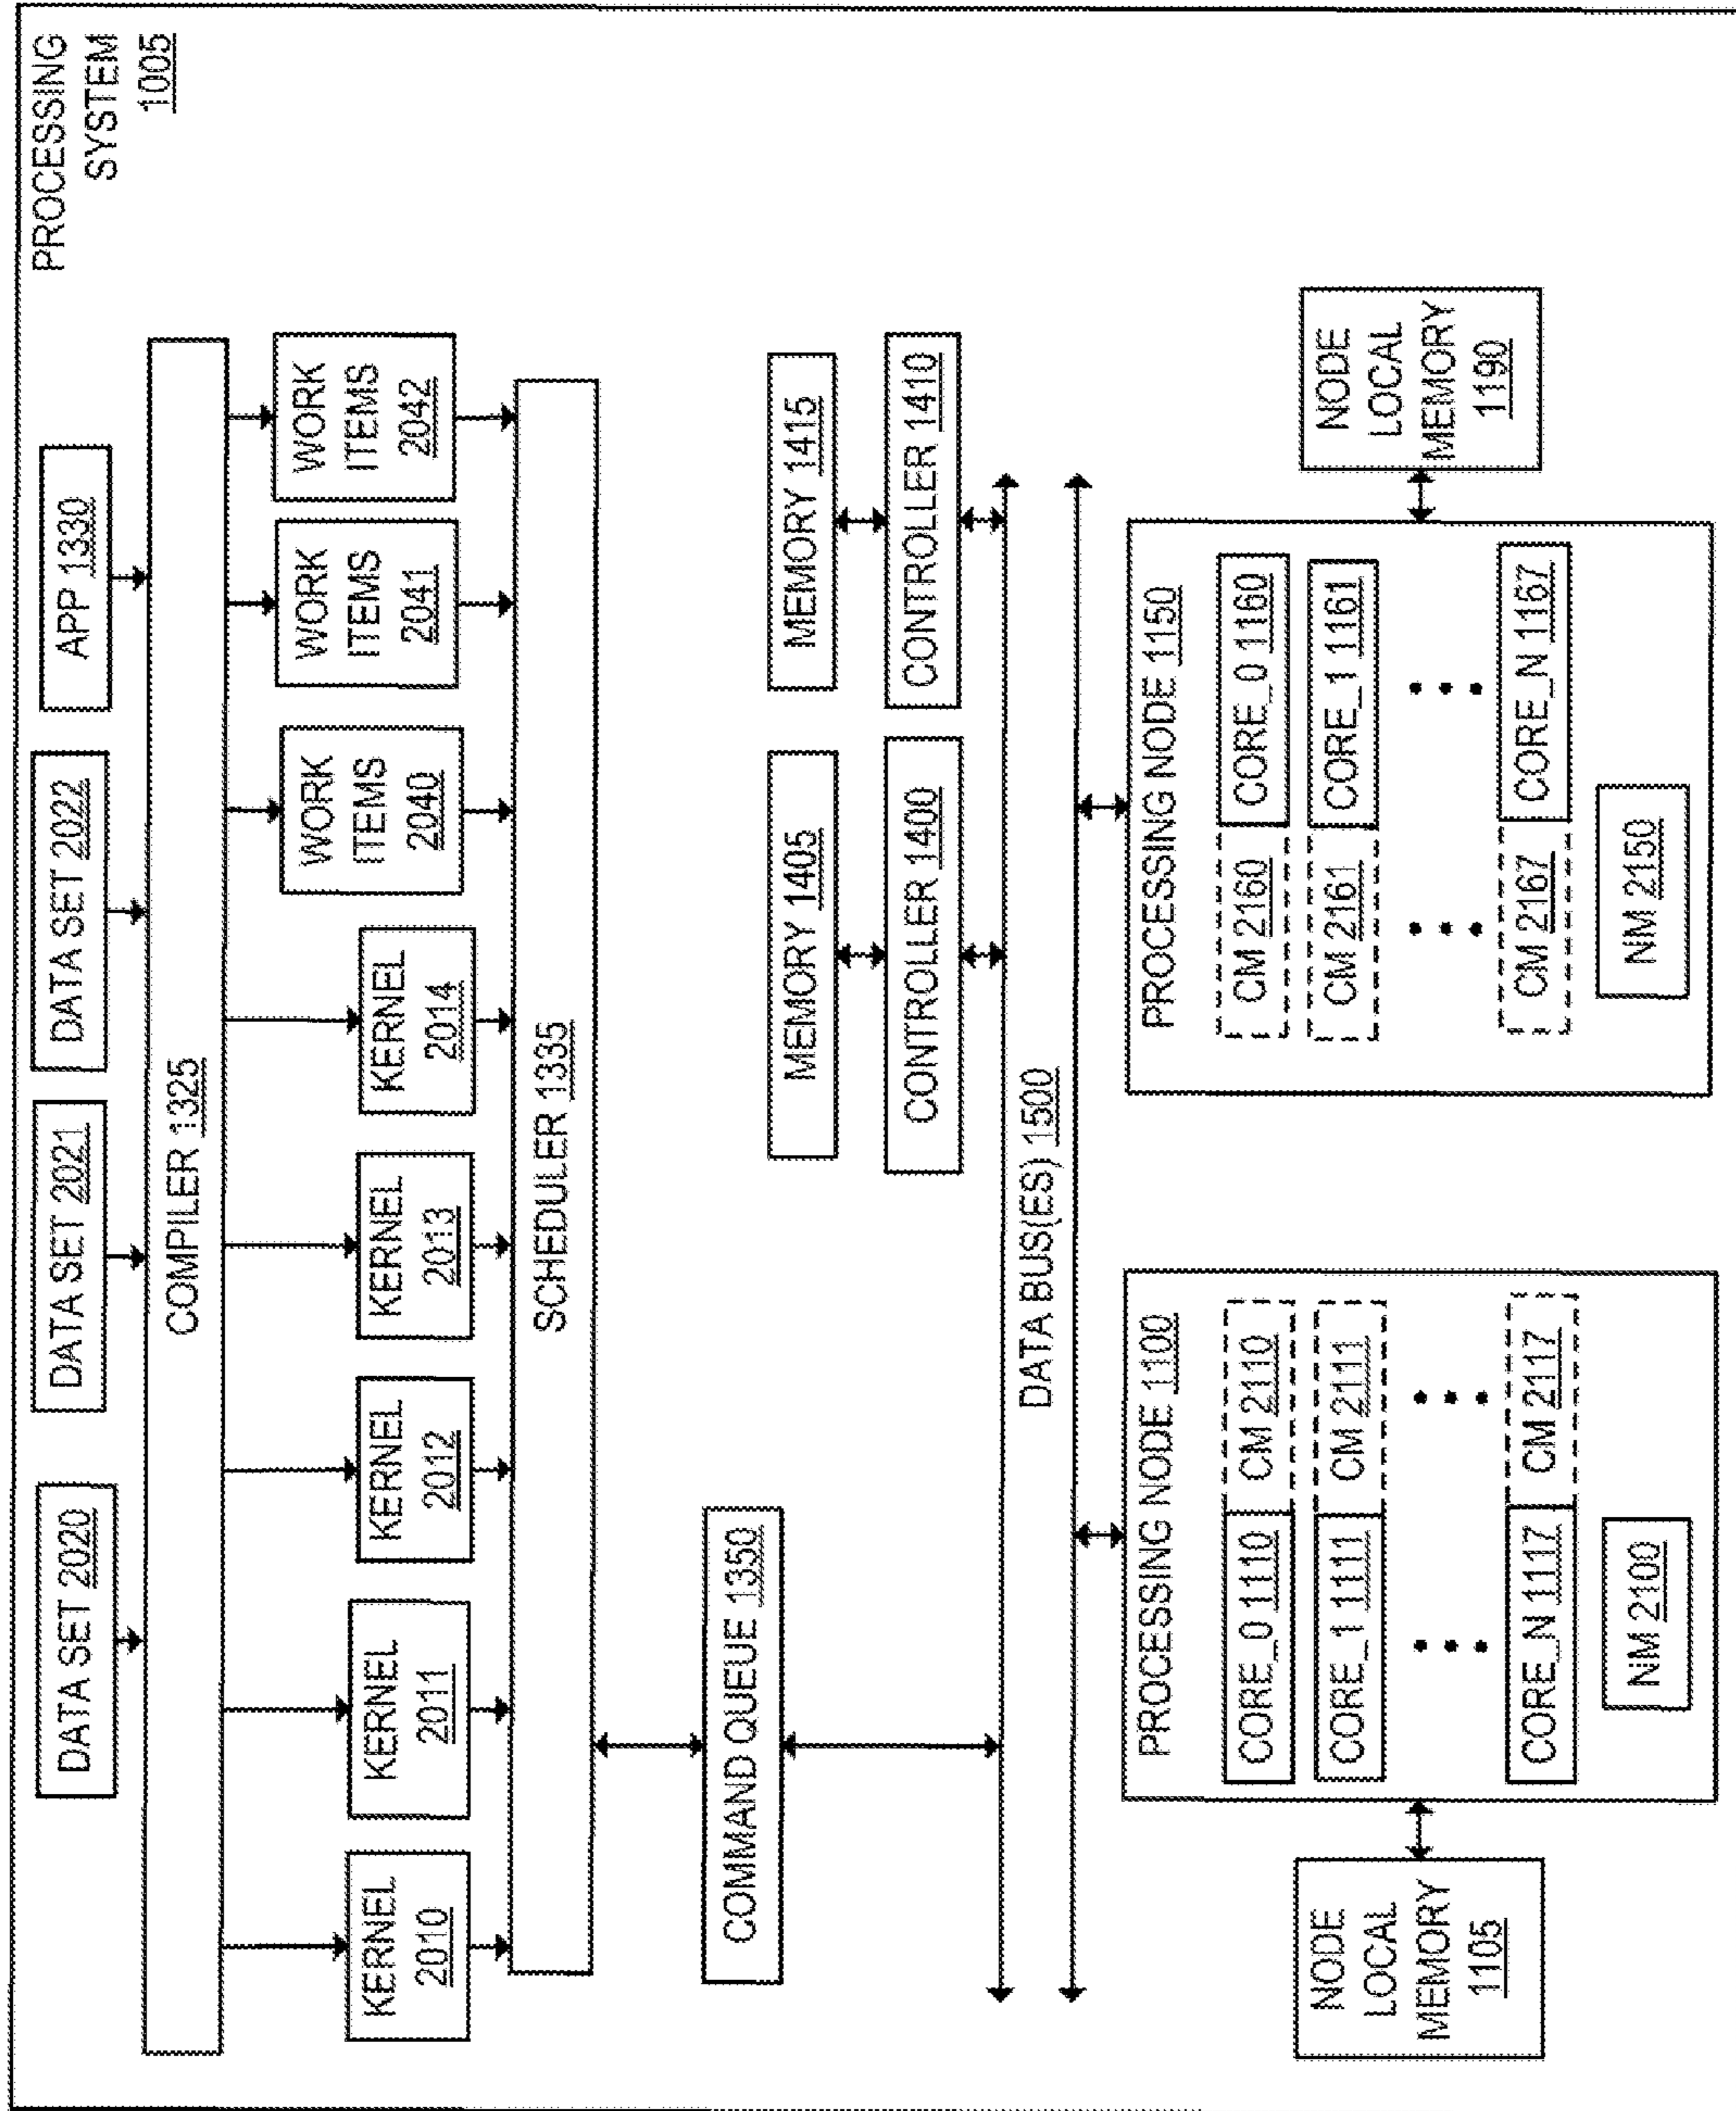 PROCESSING
SYSTEM
1005
DATA SET 2020
DATA SET 2021
DATA SET 2022
APP 1330
COMPILER 1325
KERNEL
2010
KERNEL
2011
KERNEL
2012
KERNEL
2013
KERNEL
2014
WORK
ITEMS
2040
WORK
ITEMS
2041
WORK
ITEMS
2042
SCHEDULER 1335
COMMAND QUEUE 1350
MEMORY 1405
MEMORY 1415
CONTROLLER 1400
CONTROLLER 1410
DATA BUS(ES) 1500
NODE
LOCAL
MEMORY
1105
PROCESSING NODE 1100
CORE_0 1110
CM 2110
CORE_1 1111
CM 2111
CORE_N 1117
CM 2117
NM 2100
PROCESSING NODE 1150
CM 2160
CORE_0 1160
CM 2161
CORE_1 1161
CM 2167
CORE_N 1167
NM 2150
NODE
LOCAL
MEMORY
1190